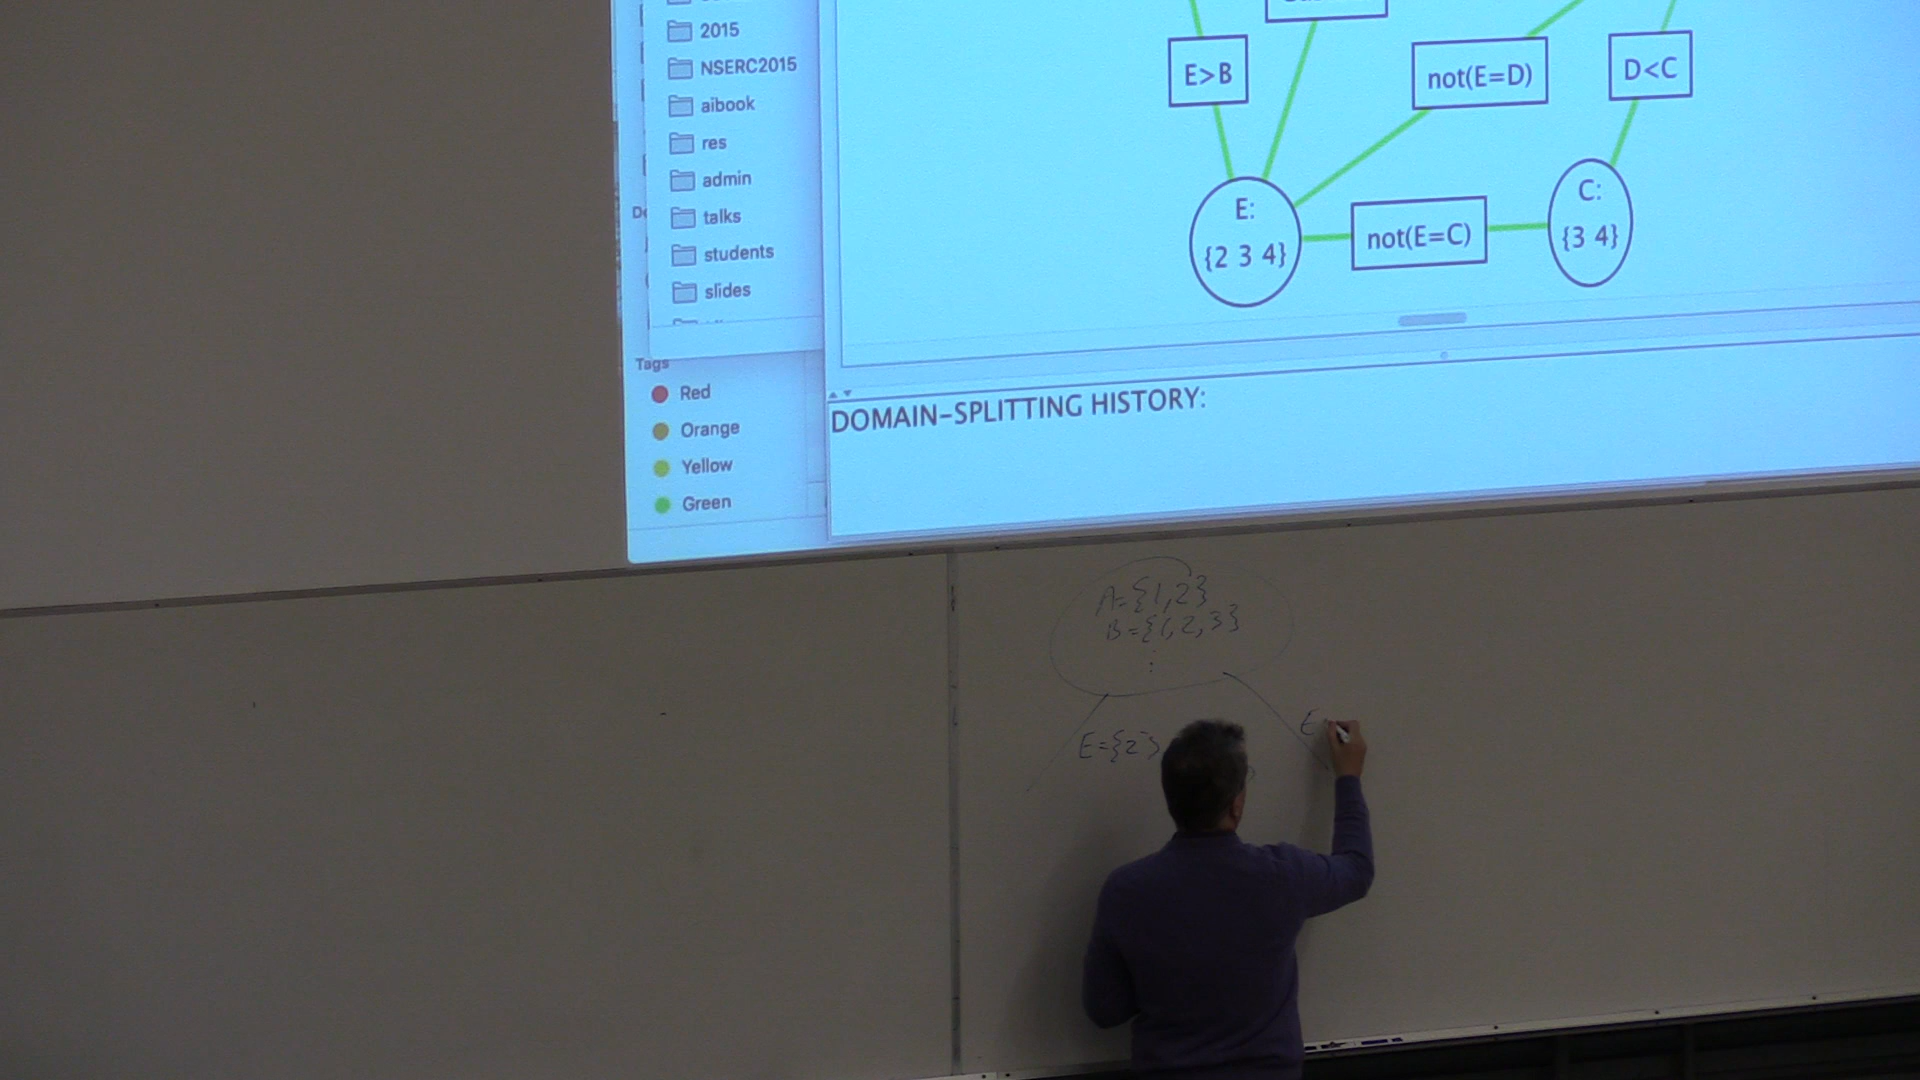 2015
NSERC2015
aibook
res
admin
talks
students
slides
Tags
Red
Orange
Yellow
Green
E>B
not(E=D)
D<C
E:
{2 3 4}
not(E=C)
C:
{3 4}
DOMAIN-SPLITTING HISTORY:
A={1,2}
B={1,2,3}
⋮
E={2}
E